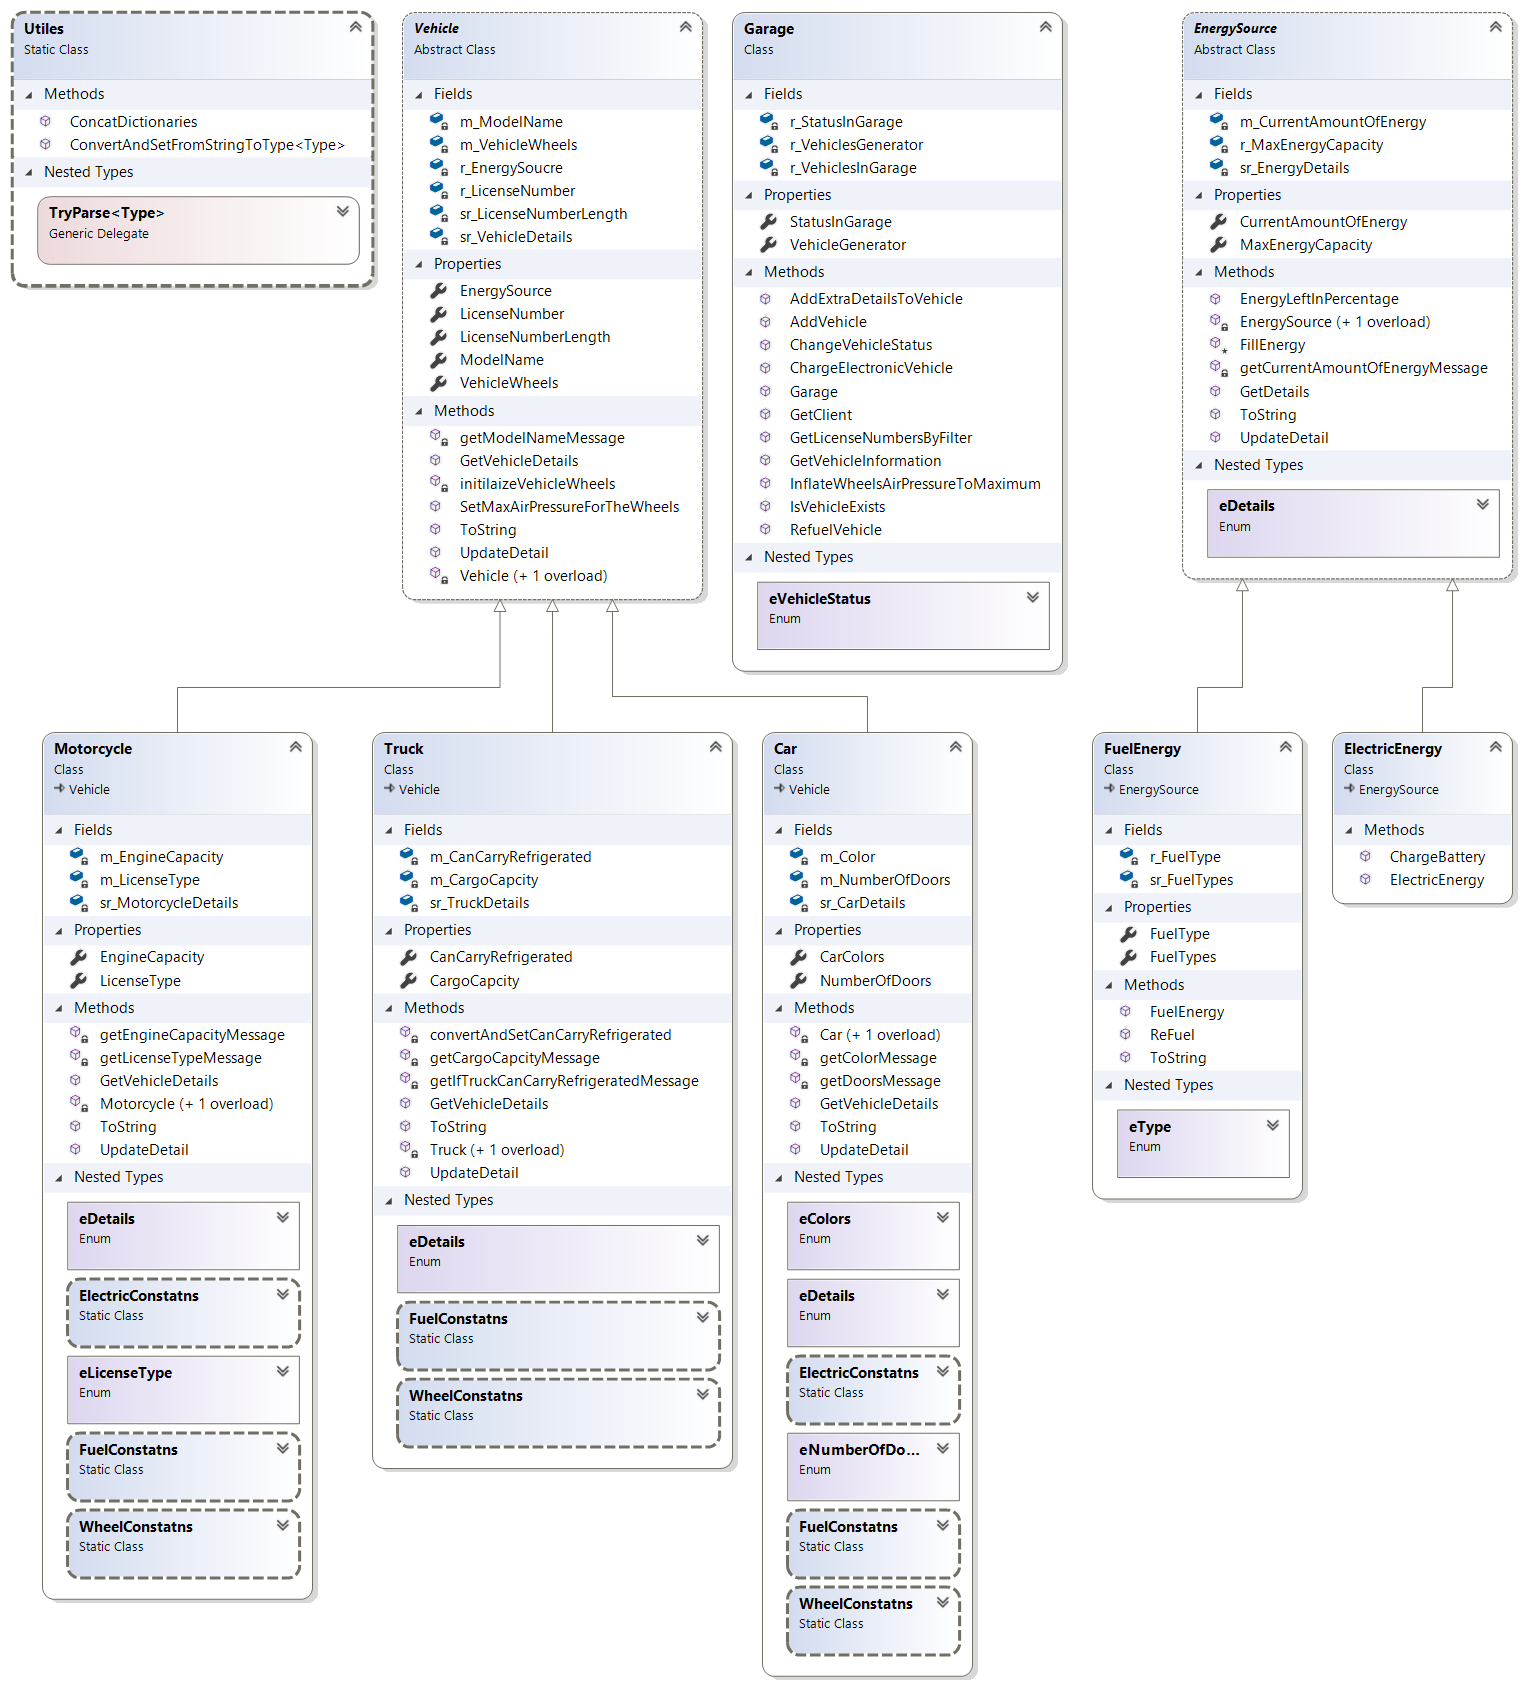 Utiles
Static Class
Methods
ConcatDictionaries
ConvertAndSetFromStringToType<Type>
Nested Types
TryParse<Type>
Generic Delegate
Vehicle
Abstract Class
Fields
m_ModelName
m_VehicleWheels
r_EnergySoucre
r_LicenseNumber
sr_LicenseNumberLength
sr_VehicleDetails
Properties
EnergySource
LicenseNumber
LicenseNumberLength
ModelName
VehicleWheels
Methods
getModelNameMessage
GetVehicleDetails
initilaizeVehicleWheels
SetMaxAirPressureForTheWheels
ToString
UpdateDetail
Vehicle (+ 1 overload)
Garage
Class
Fields
r_StatusInGarage
r_VehiclesGenerator
r_VehiclesInGarage
Properties
StatusInGarage
VehicleGenerator
Methods
AddExtraDetailsToVehicle
AddVehicle
ChangeVehicleStatus
ChargeElectronicVehicle
Garage
GetClient
GetLicenseNumbersByFilter
GetVehicleInformation
InflateWheelsAirPressureToMaximum
IsVehicleExists
RefuelVehicle
Nested Types
eVehicleStatus
Enum
EnergySource
Abstract Class
Fields
m_CurrentAmountOfEnergy
r_MaxEnergyCapacity
sr_EnergyDetails
Properties
CurrentAmountOfEnergy
MaxEnergyCapacity
Methods
EnergyLeftInPercentage
EnergySource (+ 1 overload)
FillEnergy
getCurrentAmountOfEnergyMessage
GetDetails
ToString
UpdateDetail
Nested Types
eDetails
Enum
Motorcycle
Class
Vehicle
Fields
m_EngineCapacity
m_LicenseType
sr_MotorcycleDetails
Properties
EngineCapacity
LicenseType
Methods
getEngineCapacityMessage
getLicenseTypeMessage
GetVehicleDetails
Motorcycle (+ 1 overload)
ToString
UpdateDetail
Nested Types
eDetails
Enum
ElectricConstatns
Static Class
eLicenseType
Enum
FuelConstatns
Static Class
WheelConstatns
Static Class
Truck
Class
Vehicle
Fields
m_CanCarryRefrigerated
m_CargoCapcity
sr_TruckDetails
Properties
CanCarryRefrigerated
CargoCapcity
Methods
convertAndSetCanCarryRefrigerated
getCargoCapcityMessage
getIfTruckCanCarryRefrigeratedMessage
GetVehicleDetails
ToString
Truck (+ 1 overload)
UpdateDetail
Nested Types
eDetails
Enum
FuelConstatns
Static Class
WheelConstatns
Static Class
Car
Class
Vehicle
Fields
m_Color
m_NumberOfDoors
sr_CarDetails
Properties
CarColors
NumberOfDoors
Methods
Car (+ 1 overload)
getColorMessage
getDoorsMessage
GetVehicleDetails
ToString
UpdateDetail
Nested Types
eColors
Enum
eDetails
Enum
ElectricConstatns
Static Class
eNumberOfDo...
Enum
FuelConstatns
Static Class
WheelConstatns
Static Class
FuelEnergy
Class
EnergySource
Fields
r_FuelType
sr_FuelTypes
Properties
FuelType
FuelTypes
Methods
FuelEnergy
ReFuel
ToString
Nested Types
eType
Enum
ElectricEnergy
Class
EnergySource
Methods
ChargeBattery
ElectricEnergy